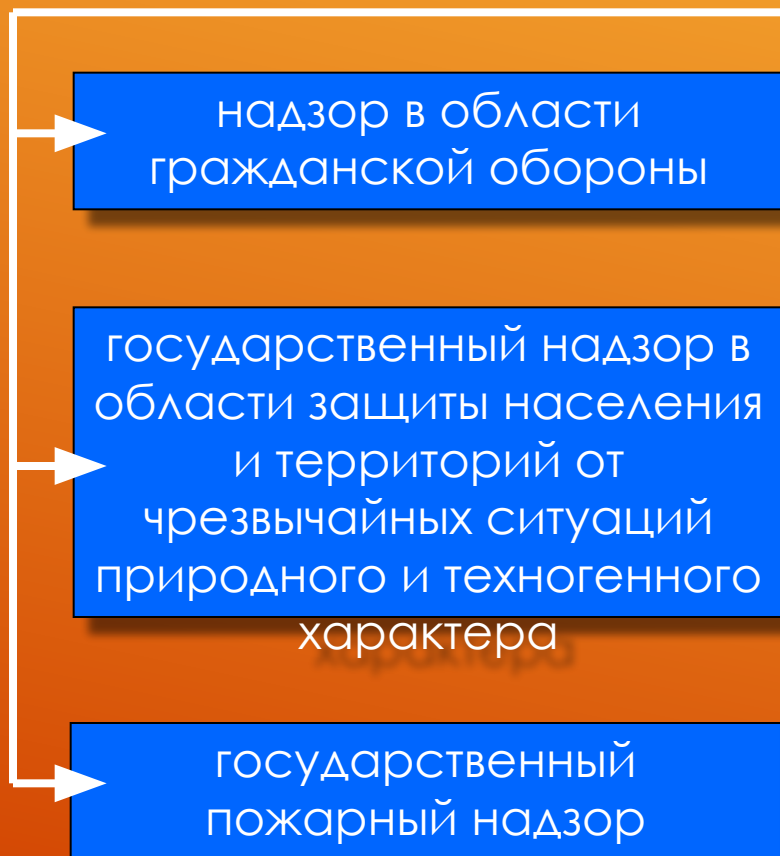 надзор в области
гражданской обороны
государственный надзор в
области защиты населения
и территорий от
чрезвычайных ситуаций
природного и техногенного
характера
государственный
пожарный надзор